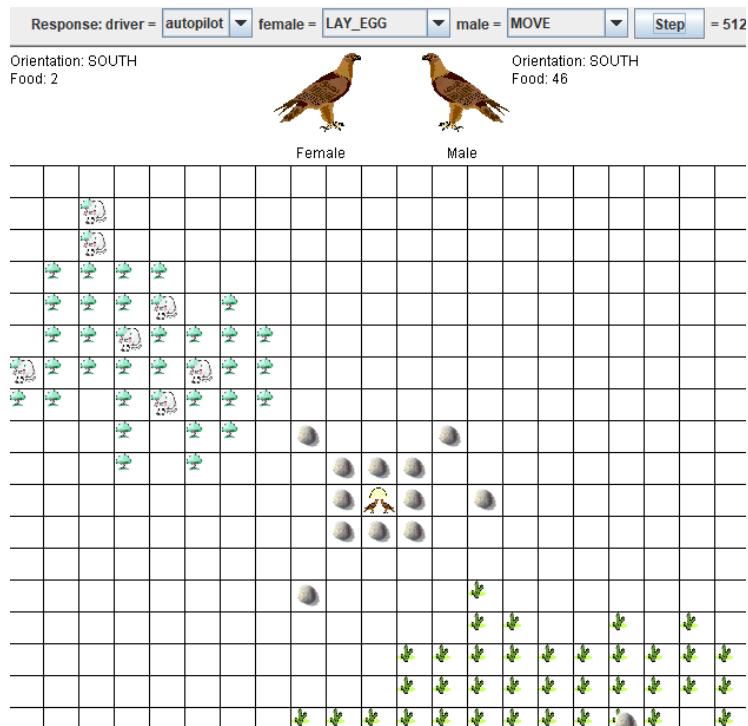 Response: driver = autopilot female = LAY_EGG male = MOVE Step = 512
Orientation: SOUTH
Food: 2
Orientation: SOUTH
Food: 46
Female Male